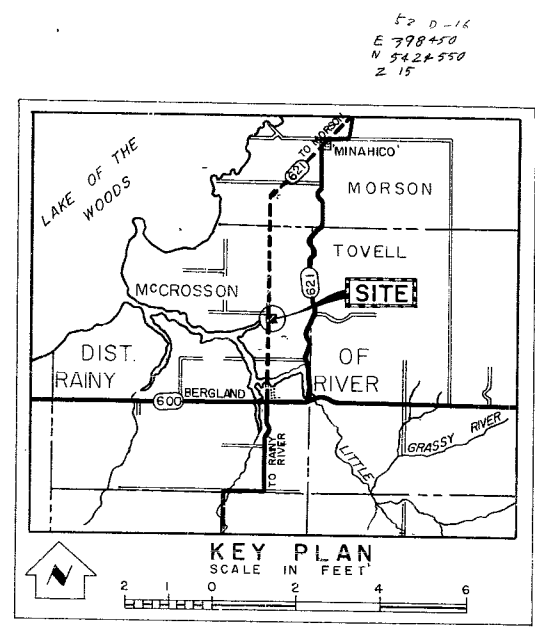 52 D-16
E 398450
N 5424550
Z 15
TO MORSON
621
'MINAHICO'
LAKE OF THE
WOODS
MORSON
TOVELL
621
McCROSSON
SITE
DIST.
OF
RAINY
RIVER
BERGLAND
600
TO RAINY
RIVER
LITTLE
GRASSY RIVER
N
KEY PLAN
SCALE IN FEET'
2 1 0 2 4 6